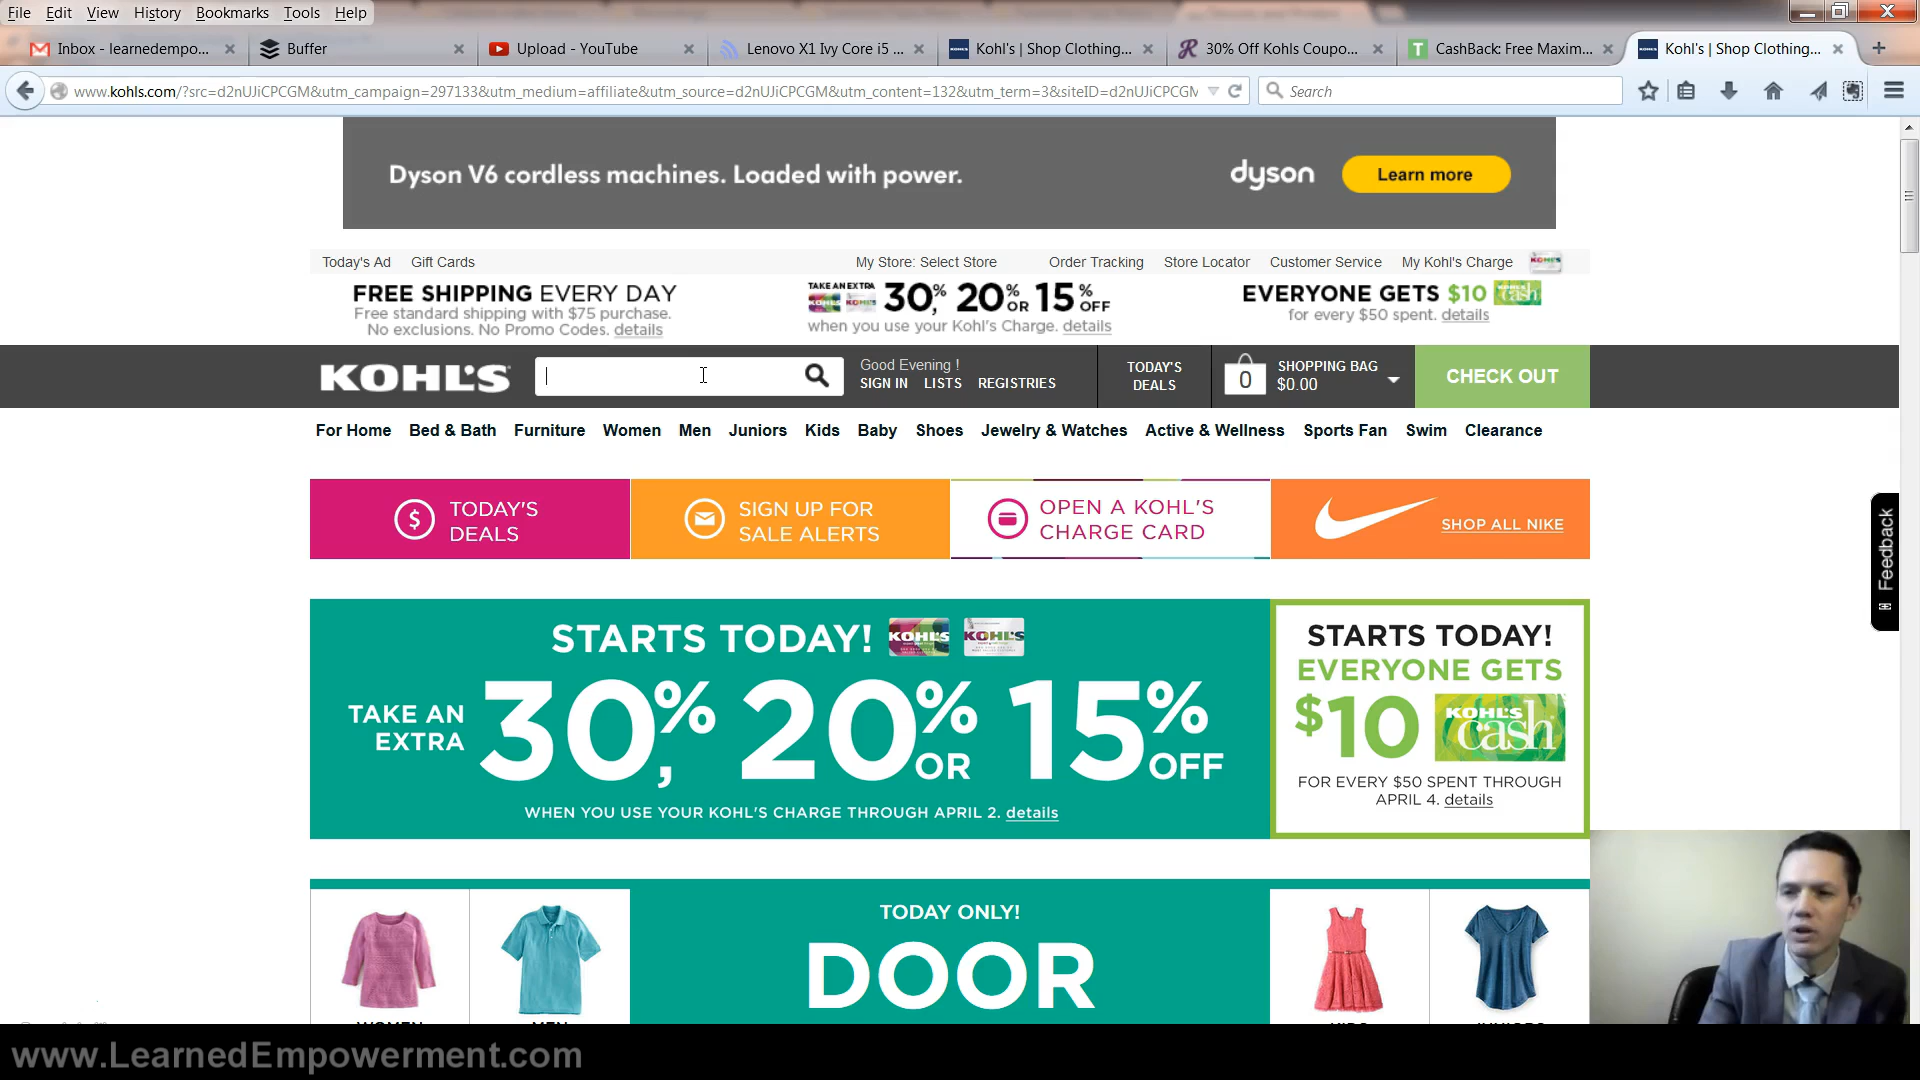 File Edit View History Bookmarks Tools Help
Inbox - learnedempo... Buffer Upload - YouTube Lenovo X1 Ivy Core i5 ... Kohl's | Shop Clothing... 30% Off Kohls Coupo... CashBack: Free Maxim... Kohl's | Shop Clothing...
www.kohls.com/?src=d2nUJiCPCGM&utm_campaign=297133&utm_medium=affiliate&utm_source=d2nUJiCPCGM&utm_content=132&utm_term=3&siteID=d2nUJiCPCGM Search
Dyson V6 cordless machines. Loaded with power. dyson Learn more
Today's Ad Gift Cards My Store: Select Store Order Tracking Store Locator Customer Service My Kohl's Charge KOHL'S
FREE SHIPPING EVERY DAY
Free standard shipping with $75 purchase.
No exclusions. No Promo Codes. details
TAKE AN EXTRA 30,% 20% OR 15% OFF
when you use your Kohl's Charge. details
EVERYONE GETS $10 KOHL'S cash
for every $50 spent. details
KOHL'S
Good Evening !
SIGN IN LISTS REGISTRIES
TODAY'S
DEALS
0
SHOPPING BAG
$0.00
CHECK OUT
For Home Bed & Bath Furniture Women Men Juniors Kids Baby Shoes Jewelry & Watches Active & Wellness Sports Fan Swim Clearance
$ TODAY'S
DEALS
SIGN UP FOR
SALE ALERTS
OPEN A KOHL'S
CHARGE CARD
SHOP ALL NIKE
Feedback
STARTS TODAY! KOHL'S KOHL'S
TAKE AN
EXTRA
30,% 20% OR 15% OFF
WHEN YOU USE YOUR KOHL'S CHARGE THROUGH APRIL 2. details
STARTS TODAY!
EVERYONE GETS
$10 KOHL'S cash
FOR EVERY $50 SPENT THROUGH
APRIL 4. details
TODAY ONLY!
DOOR
WOMEN MEN KIDS JUNIORS
www.LearnedEmpowerment.com